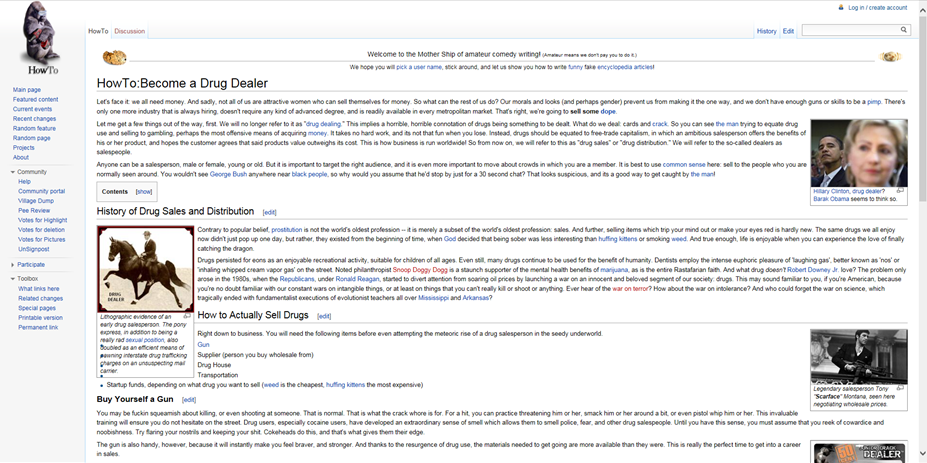 Log in / create account
HowTo Discussion History Edit
Welcome to the Mother Ship of amateur comedy writing! (Amateur means we don't pay you to do it.)
We hope you will pick a user name, stick around, and let us show you how to write funny fake encyclopedia articles!
HowTo
Main page
Featured content
Current events
Recent changes
Random feature
Random page
Projects
About
Community
Help
Community portal
Village Dump
Pee Review
Votes for Highlight
Votes for deletion
Votes for Pictures
UnSignpost
Participate
Toolbox
What links here
Related changes
Special pages
Printable version
Permanent link
HowTo:Become a Drug Dealer
Let's face it: we all need money. And sadly, not all of us are attractive women who can sell themselves for money. So what can the rest of us do? Our morals and looks (and perhaps gender) prevent us from making it the one way, and we don't have enough guns or skills to be a pimp. There's
only one more industry that is always hiring, doesn't require any kind of advanced degree, and is readily available in every metropolitan market. That's right, we're going to sell some dope.
Let me get a few things out of the way, first. We will no longer refer to it as "drug dealing." This implies a horrible, horrible connotation of drugs being something to be dealt. What do we deal: cards and crack. So you can see the man trying to equate drug
use and selling to gambling, perhaps the most offensive means of acquiring money. It takes no hard work, and its not that fun when you lose. Instead, drugs should be equated to free-trade capitalism, in which an ambitious salesperson offers the benefits of
his or her product, and hopes the customer agrees that said products value outweighs its cost. This is how business is run worldwide! So from now on, we will refer to this as "drug sales" or "drug distribution." We will refer to the so-called dealers as
salespeople.
Anyone can be a salesperson, male or female, young or old. But it is important to target the right audience, and it is even more important to move about crowds in which you are a member. It is best to use common sense here: sell to the people who you are
normally seen around. You wouldn't see George Bush anywhere near black people, so why would you assume that he'd stop by just for a 30 second chat? That looks suspicious, and its a good way to get caught by the man!
Hillary Clinton, drug dealer?
Barak Obama seems to think so.
Contents [show]
History of Drug Sales and Distribution [edit]
DRUG
DEALER
Lithographic evidence of an
early drug salesperson. The pony
express, in addition to being a
really rad sexual position, also
doubled as an efficient means of
pawning interstate drug trafficking
charges on an unsuspecting mail
carrier.
Contrary to popular belief, prostitution is not the world's oldest profession – it is merely a subset of the world's oldest profession: sales. And further, selling items which trip your mind out or make your eyes red is hardly new. The same drugs we all enjoy
now didn't just pop up one day, but rather, they existed from the beginning of time, when God decided that being sober was less interesting than huffing kittens or smoking weed. And true enough, life is enjoyable when you can experience the love of finally
catching the dragon.
Drugs persisted for eons as an enjoyable recreational activity, suitable for children of all ages. Even still, many drugs continue to be used for the benefit of humanity. Dentists employ the intense euphoric pleasure of 'laughing gas', better known as 'nos' or
'inhaling whipped cream vapor gas' on the street. Noted philanthropist Snoop Doggy Dogg is a staunch supporter of the mental health benefits of marijuana, as is the entire Rastafarian faith. And what drug doesn't Robert Downey Jr. love? The problem only
arose in the 1980s, when the Republicans, under Ronald Reagan, started to divert attention from soaring oil prices by launching a war on an innocent and beloved segment of our society: drugs. This may sound familiar to you, if you're American, because
you're no doubt familiar with our constant wars on intangible things, or at least on things that you can't really kill or shoot or anything. Ever hear of the war on terror? How about the war on intolerance? And who could forget the war on science, which
tragically ended with fundamentalist executions of evolutionist teachers all over Mississippi and Arkansas?
How to Actually Sell Drugs [edit]
Right down to business. You will need the following items before even attempting the meteoric rise of a drug salesperson in the seedy underworld.
Gun
Supplier (person you buy wholesale from)
Drug House
Transportation
Startup funds, depending on what drug you want to sell (weed is the cheapest, huffing kittens the most expensive)
Legendary salesperson Tony
"Scarface" Montana, seen here
negotiating wholesale prices.
Buy Yourself a Gun [edit]
You may be fuckin squeamish about killing, or even shooting at someone. That is normal. That is what the crack whore is for. For a hit, you can practice threatening him or her, smack him or her around a bit, or even pistol whip him or her. This invaluable
training will ensure you do not hesitate on the street. Drug users, especially cocaine users, have developed an extraordinary sense of smell which allows them to smell police, fear, and other drug salespeople. Until you have this sense, you must assume that you reek of cowardice and
noobishness. Try flaring your nostrils and keeping your shit. Cokeheads do this, and that's what gives them their edge.
The gun is also handy, however, because it will instantly make you feel braver, and stronger. And thanks to the resurgence of drug use, the materials needed to get going are more available than they were. This is really the perfect time to get into a career
in sales.
DEALER